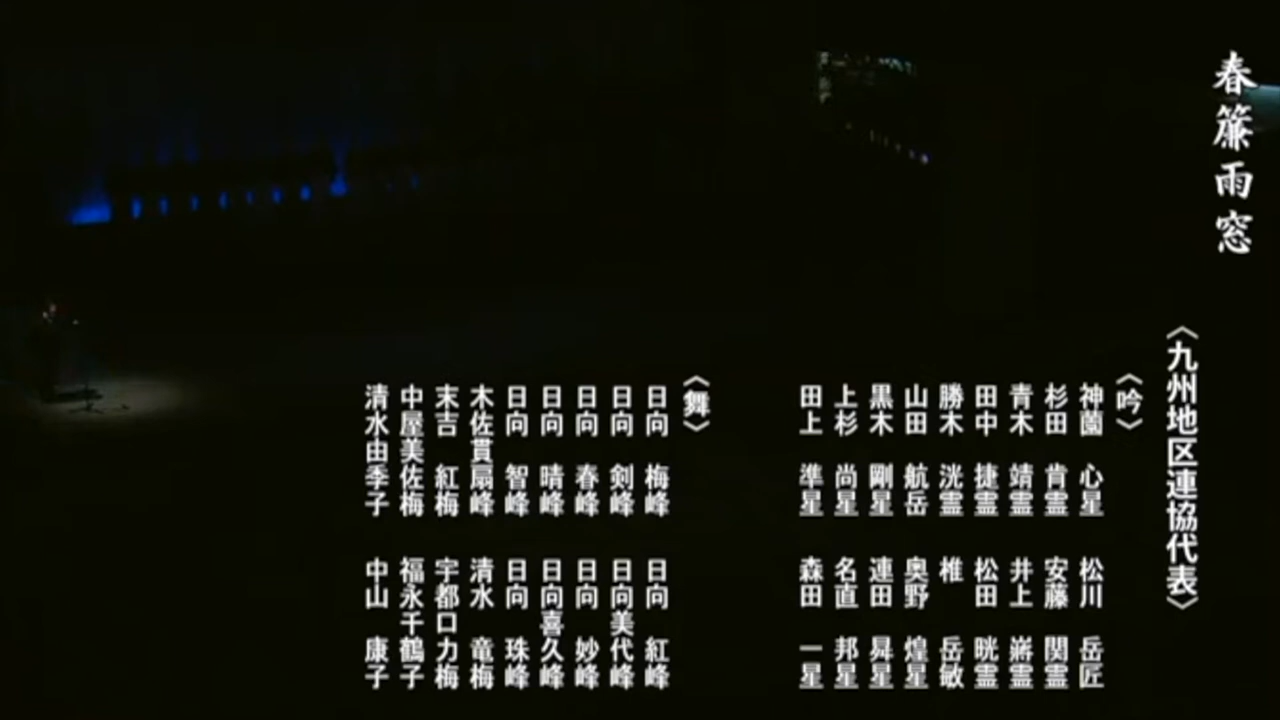 春簾雨窓
〈九州地区連協代表〉
〈吟〉
神薗 心星 松川 岳匠
杉田 肯霊 安藤 関霊
青木 靖霊 井上 嶈霊
田中 捷霊 松田 晄霊
勝木 洸霊 椎 岳敏
山田 航岳 奥野 煌星
黒木 剛星 連田 曻星
上杉 尚星 名直 邦星
田上 準星 森田 一星
〈舞〉
日向 梅峰 日向 紅峰
日向 剣峰 日向美代峰
日向 春峰 日向 妙峰
日向 晴峰 日向喜久峰
日向 智峰 日向 珠峰
木佐貫扇峰 清水 竜梅
末吉 紅梅 宇都口力梅
中屋美佐梅 福永千鶴子
清水由季子 中山 康子